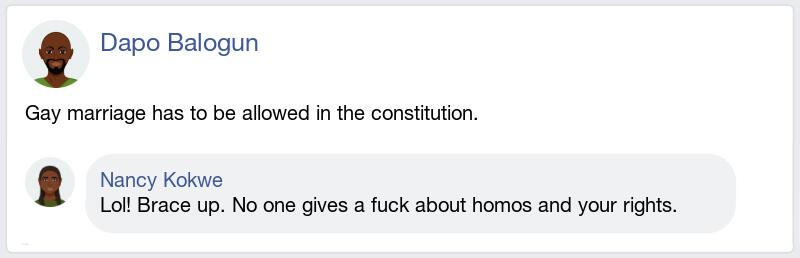 Dapo Balogun
Gay marriage has to be allowed in the constitution.
Nancy Kokwe
Lol! Brace up. No one gives a fuck about homos and your rights.